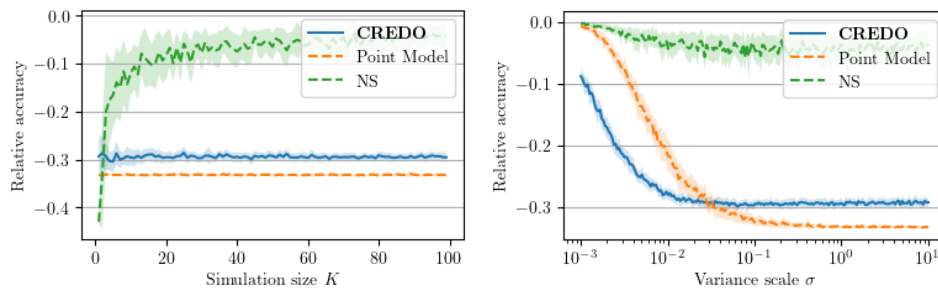 0.0
−0.1
−0.2
−0.3
−0.4
Relative accuracy
0
20
40
60
80
100
Simulation size K
CREDO
Point Model
NS
0.0
−0.1
−0.2
−0.3
Relative accuracy
10⁻³
10⁻²
10⁻¹
10⁰
10¹
Variance scale σ
CREDO
Point Model
NS